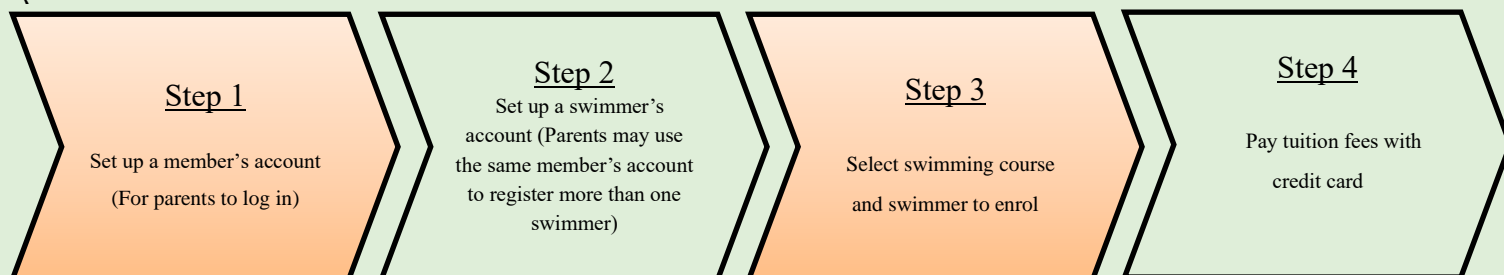 Step 1
Set up a member’s account
(For parents to log in)
Step 2
Set up a swimmer’s
account (Parents may use
the same member’s account
to register more than one
swimmer)
Step 3
Select swimming course
and swimmer to enrol
Step 4
Pay tuition fees with
credit card